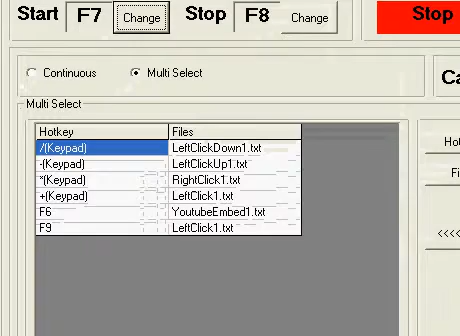 Start F7 Change Stop F8 Change Stop
Continuous Multi Select
Multi Select
Hotkey Files
/(Keypad) LeftClickDown1.txt
-(Keypad) LeftClickUp1.txt
*(Keypad) RightClick1.txt
+(Keypad) LeftClick1.txt
F6 YoutubeEmbed1.txt
F9 LeftClick1.txt
<<<<